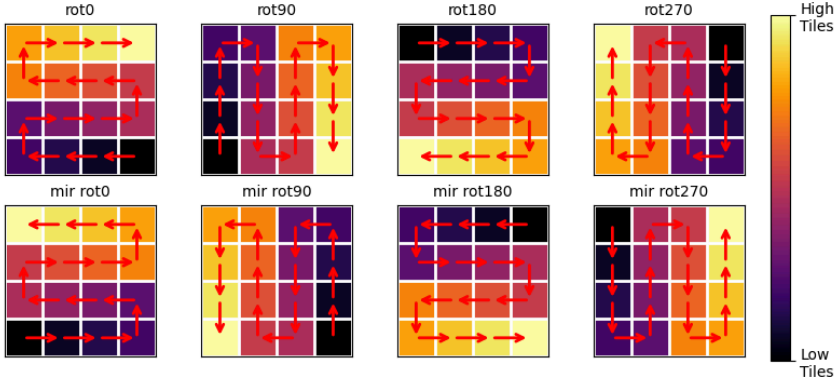 rot0
rot90
rot180
rot270
High
Tiles
mir rot0
mir rot90
mir rot180
mir rot270
Low
Tiles